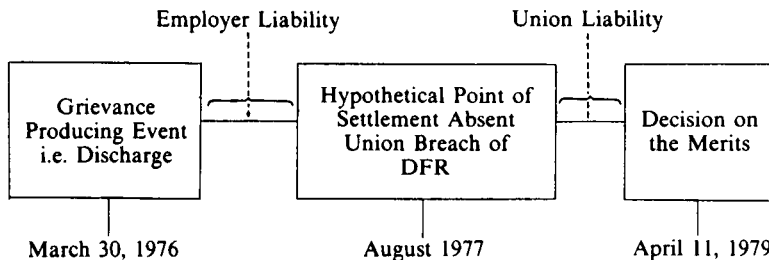 Employer Liability
Union Liability
Grievance
Producing Event
i.e. Discharge
Hypothetical Point of
Settlement Absent
Union Breach of
DFR
Decision on
the Merits
March 30, 1976
August 1977
April 11, 1979